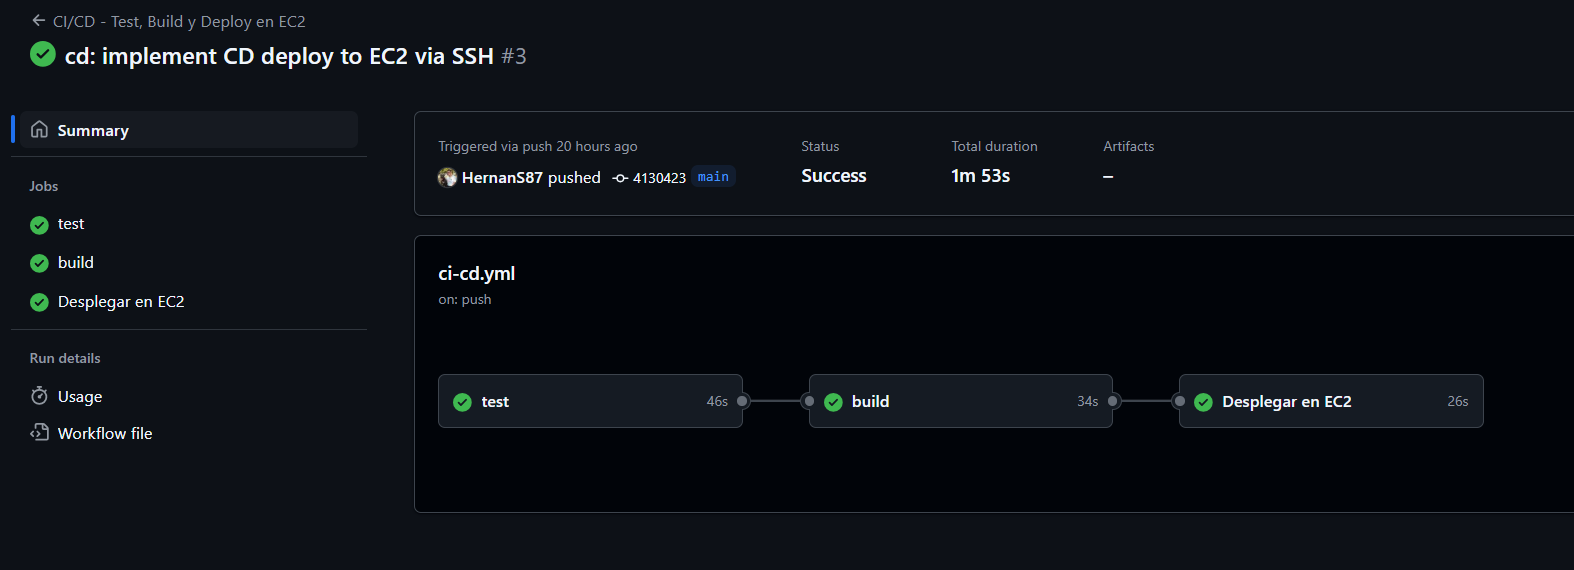 CI/CD - Test, Build y Deploy en EC2
cd: implement CD deploy to EC2 via SSH #3
Summary
Jobs
test
build
Desplegar en EC2
Run details
Usage
Workflow file
Triggered via push 20 hours ago
HernanS87 pushed 4130423 main
Status
Success
Total duration
1m 53s
Artifacts
–
ci-cd.yml
on: push
test 46s
build 34s
Desplegar en EC2 26s